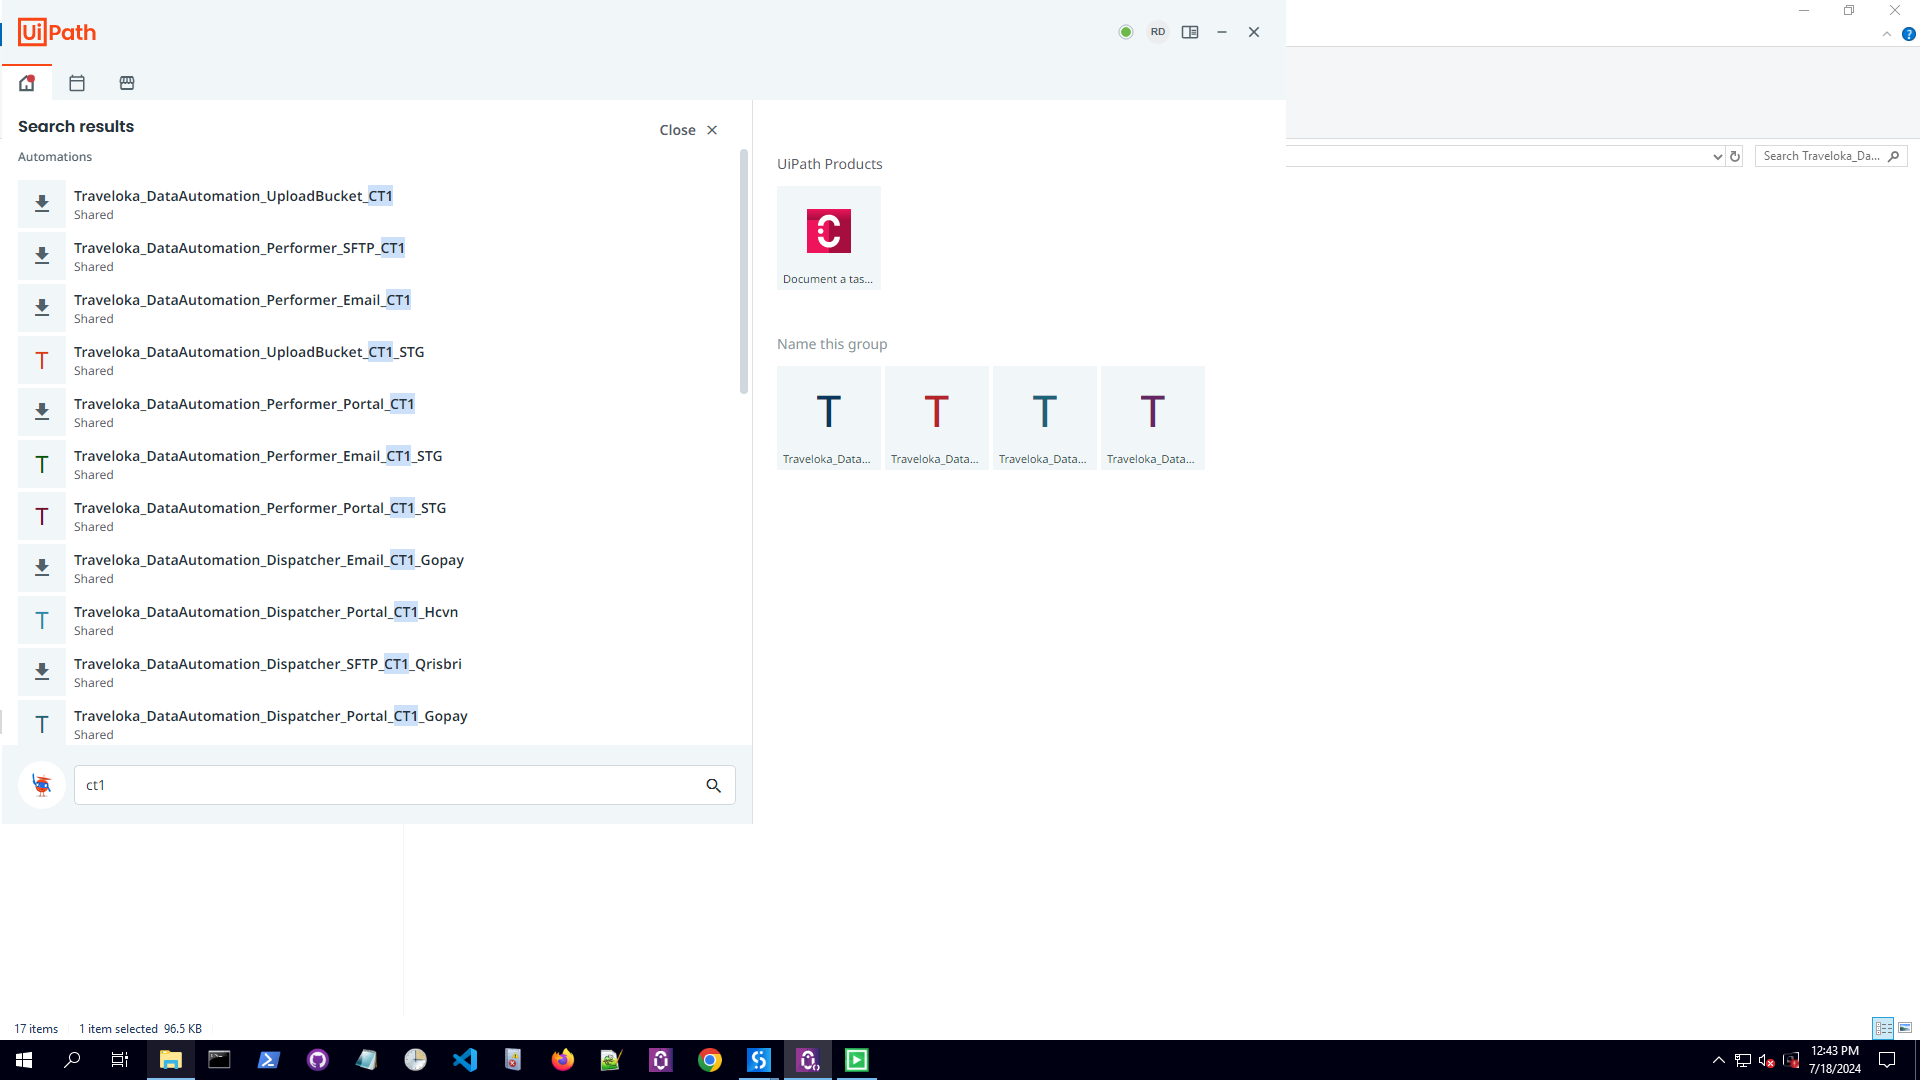 UiPath
RD
Search results
Close
Automations
Traveloka_DataAutomation_UploadBucket_CT1
Shared
Traveloka_DataAutomation_Performer_SFTP_CT1
Shared
Traveloka_DataAutomation_Performer_Email_CT1
Shared
T
Traveloka_DataAutomation_UploadBucket_CT1_STG
Shared
Traveloka_DataAutomation_Performer_Portal_CT1
Shared
T
Traveloka_DataAutomation_Performer_Email_CT1_STG
Shared
T
Traveloka_DataAutomation_Performer_Portal_CT1_STG
Shared
Traveloka_DataAutomation_Dispatcher_Email_CT1_Gopay
Shared
T
Traveloka_DataAutomation_Dispatcher_Portal_CT1_Hcvn
Shared
Traveloka_DataAutomation_Dispatcher_SFTP_CT1_Qrisbri
Shared
T
Traveloka_DataAutomation_Dispatcher_Portal_CT1_Gopay
Shared
ct1
UiPath Products
Document a tas...
Name this group
T T T T
Traveloka_Data... Traveloka_Data... Traveloka_Data... Traveloka_Data...
Search Traveloka_Da...
17 items 1 item selected 96.5 KB
12:43 PM
7/18/2024